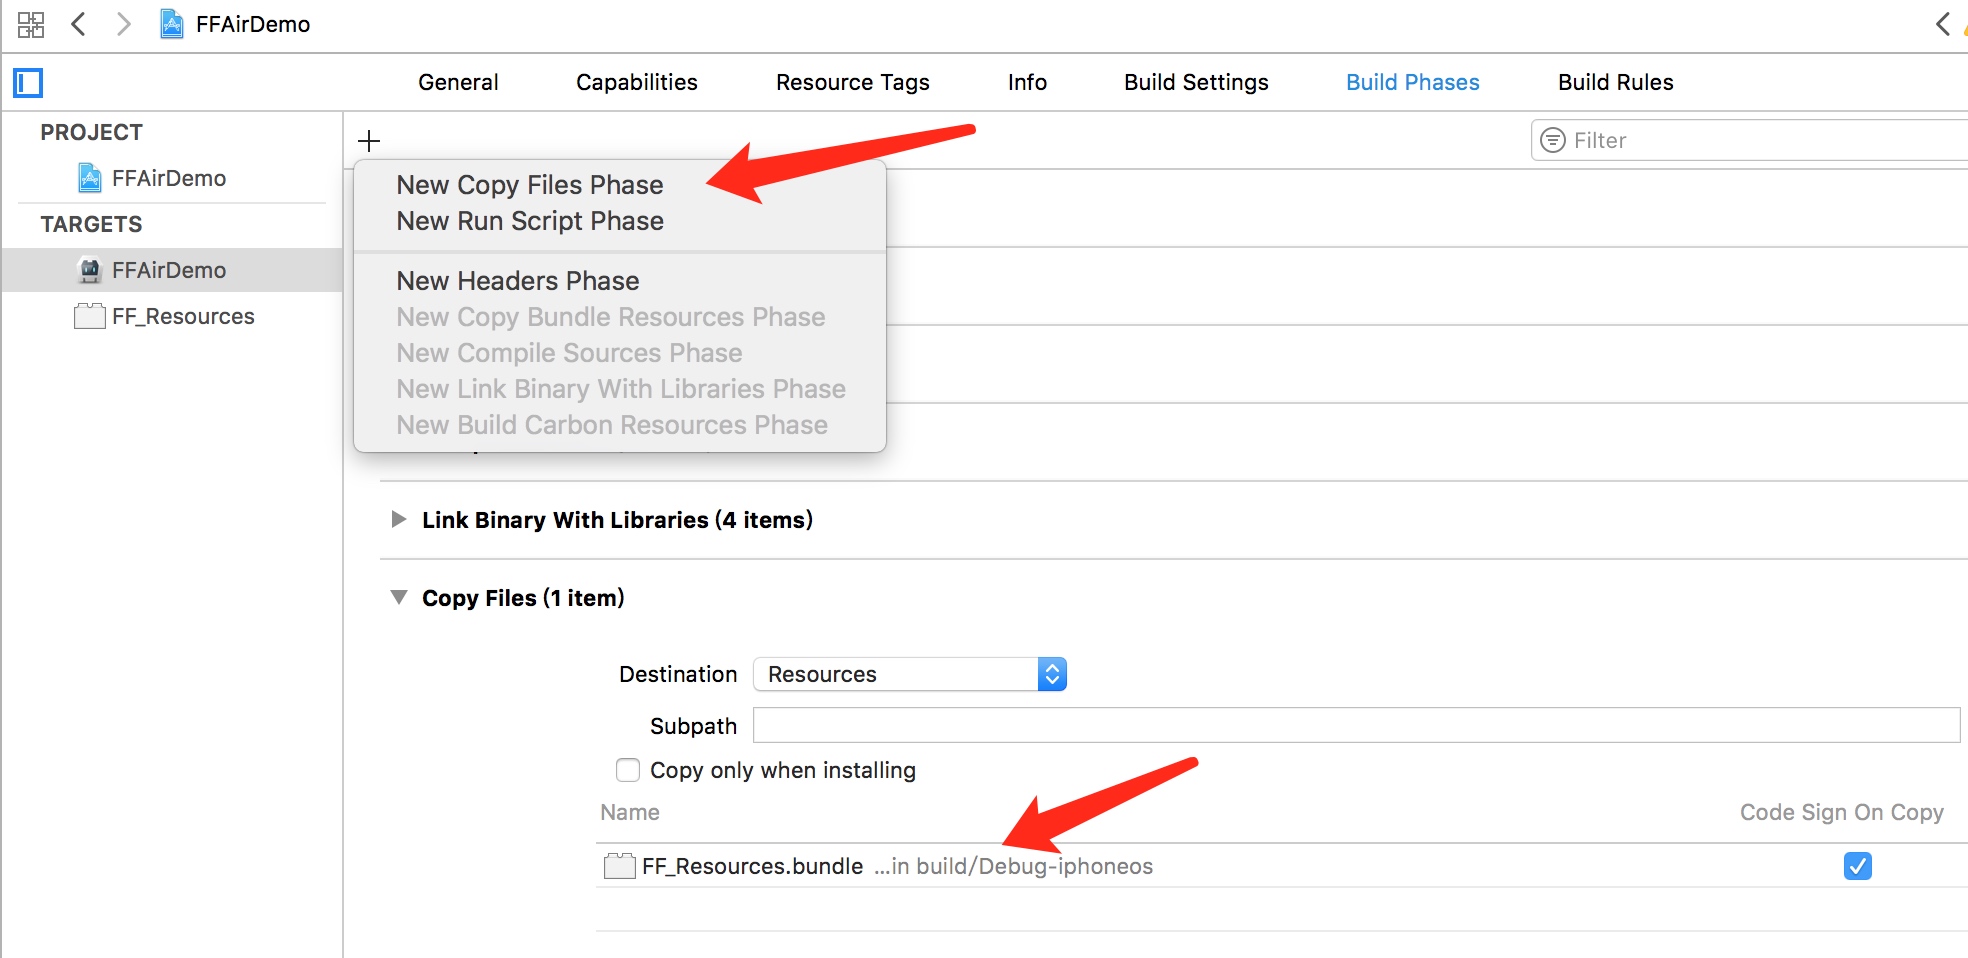 FFAirDemo
General Capabilities Resource Tags Info Build Settings Build Phases Build Rules
PROJECT
FFAirDemo
TARGETS
FFAirDemo
FF_Resources
Filter
New Copy Files Phase
New Run Script Phase
New Headers Phase
New Copy Bundle Resources Phase
New Compile Sources Phase
New Link Binary With Libraries Phase
New Build Carbon Resources Phase
Link Binary With Libraries (4 items)
Copy Files (1 item)
Destination Resources
Subpath
Copy only when installing
Name Code Sign On Copy
FF_Resources.bundle ...in build/Debug-iphoneos